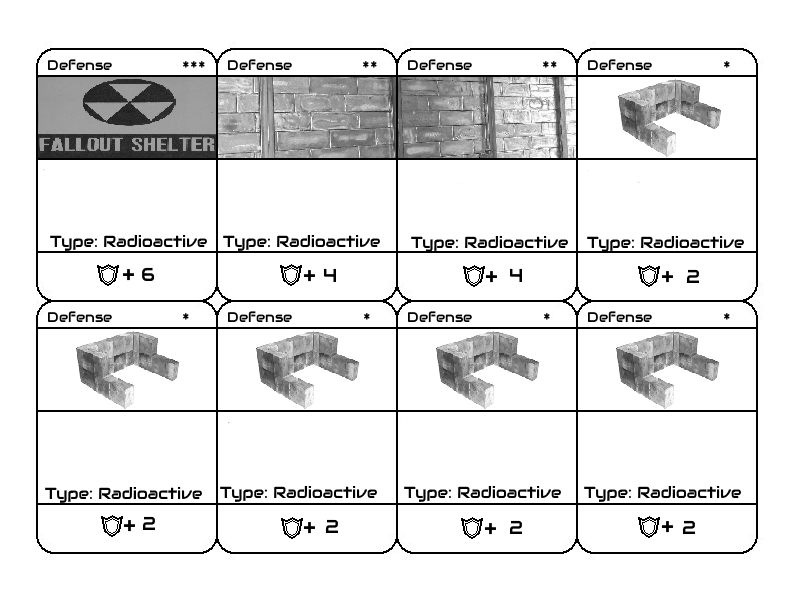 Defense ***
FALLOUT SHELTER
Type: Radioactive
+ 6
Defense **
Type: Radioactive
+ 4
Defense **
Type: Radioactive
+ 4
Defense *
Type: Radioactive
+ 2
Defense *
Type: Radioactive
+ 2
Defense *
Type: Radioactive
+ 2
Defense *
Type: Radioactive
+ 2
Defense *
Type: Radioactive
+ 2